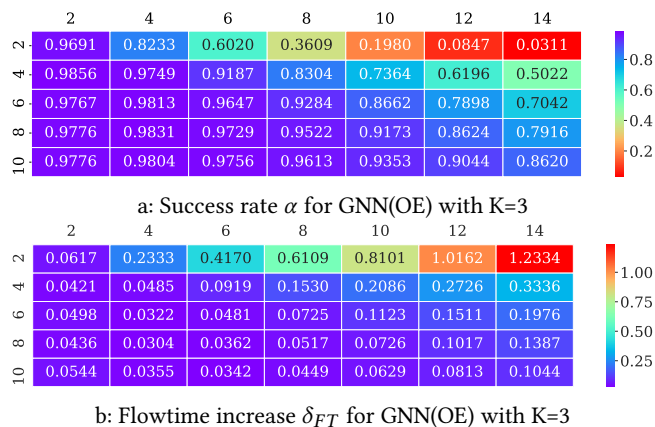 2 4 6 8 10 12 14
2 0.9691 0.8233 0.6020 0.3609 0.1980 0.0847 0.0311
4 0.9856 0.9749 0.9187 0.8304 0.7364 0.6196 0.5022
6 0.9767 0.9813 0.9647 0.9284 0.8662 0.7898 0.7042
8 0.9776 0.9831 0.9729 0.9522 0.9173 0.8624 0.7916
10 0.9776 0.9804 0.9756 0.9613 0.9353 0.9044 0.8620
0.8
0.6
0.4
0.2
a: Success rate α for GNN(OE) with K=3
2 4 6 8 10 12 14
2 0.0617 0.2333 0.4170 0.6109 0.8101 1.0162 1.2334
4 0.0421 0.0485 0.0919 0.1530 0.2086 0.2726 0.3336
6 0.0498 0.0322 0.0481 0.0725 0.1123 0.1511 0.1976
8 0.0436 0.0304 0.0362 0.0517 0.0726 0.1017 0.1387
10 0.0544 0.0355 0.0342 0.0449 0.0629 0.0813 0.1044
1.00
0.75
0.50
0.25
b: Flowtime increase δ_FT for GNN(OE) with K=3